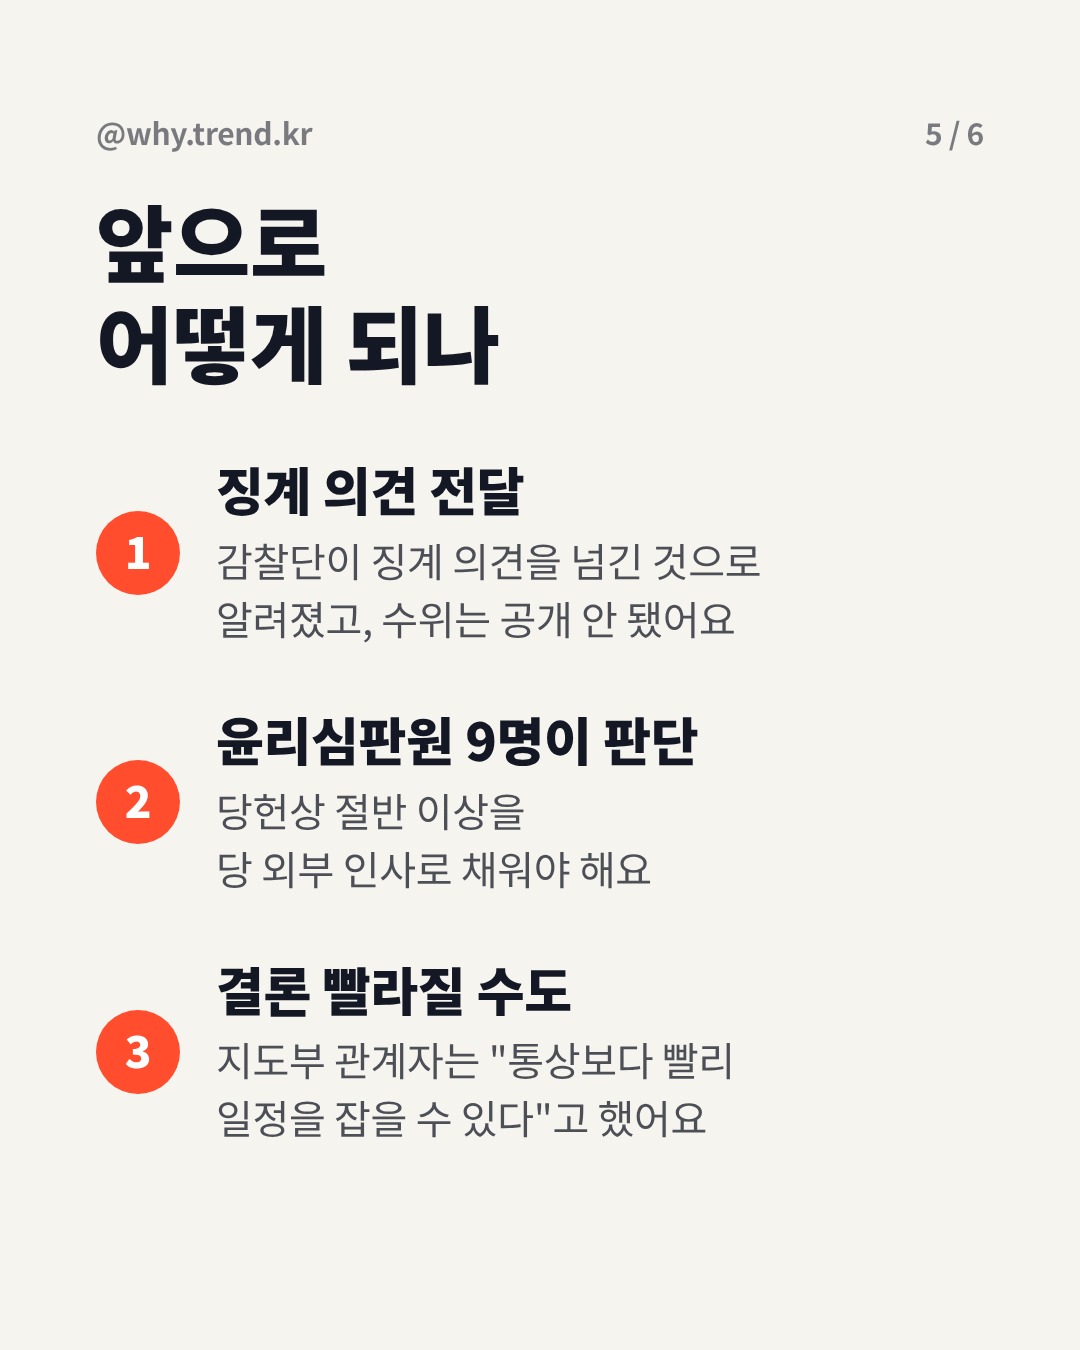 @why.trend.kr
5 / 6
앞으로
어떻게 되나
1
징계 의견 전달
감찰단이 징계 의견을 넘긴 것으로
알려졌고, 수위는 공개 안 됐어요
2
윤리심판원 9명이 판단
당헌상 절반 이상을
당 외부 인사로 채워야 해요
3
결론 빨라질 수도
지도부 관계자는 "통상보다 빨리
일정을 잡을 수 있다"고 했어요